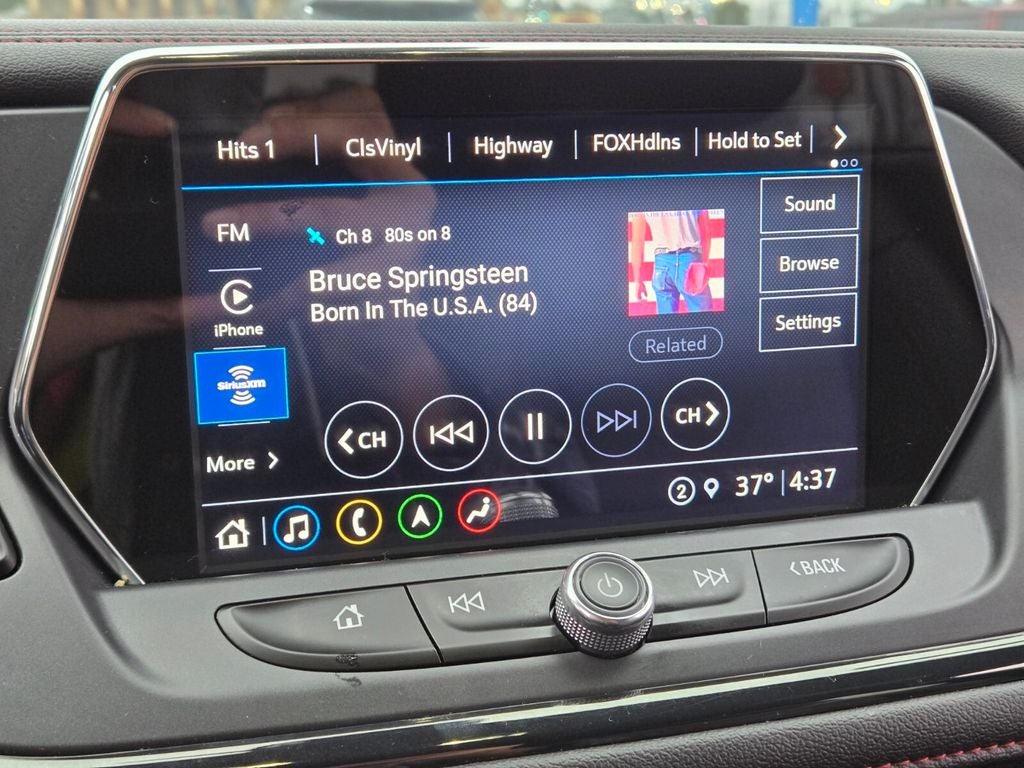 Hits 1 ClsVinyl Highway FOXHdlns Hold to Set
FM
Ch 8 80s on 8
Sound
Bruce Springsteen
Born In The U.S.A. (84)
Browse
iPhone
Settings
Related
SiriusXM
CH
CH
More
2 37° 4:37
BACK